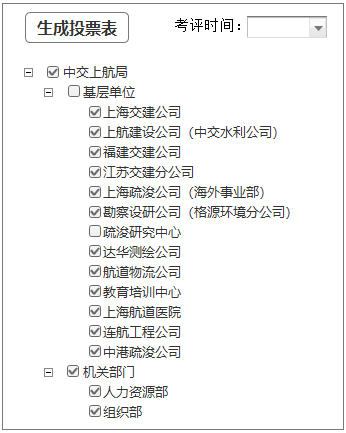 生成投票表 考评时间：
中交上航局
基层单位
上海交建公司
上航建设公司（中交水利公司）
福建交建公司
江苏交建分公司
上海疏浚公司（海外事业部）
勘察设研公司（格源环境分公司）
疏浚研究中心
达华测绘公司
航道物流公司
教育培训中心
上海航道医院
连航工程公司
中港疏浚公司
机关部门
人力资源部
组织部